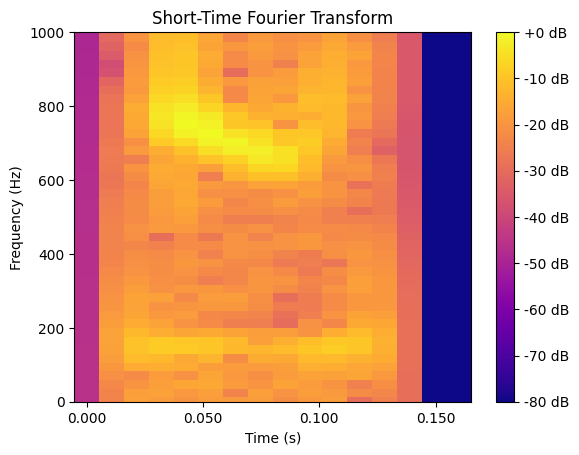 Short-Time Fourier Transform
1000
800
600
400
200
0
Frequency (Hz)
0.000
0.050
0.100
0.150
Time (s)
+0 dB
-10 dB
-20 dB
-30 dB
-40 dB
-50 dB
-60 dB
-70 dB
-80 dB